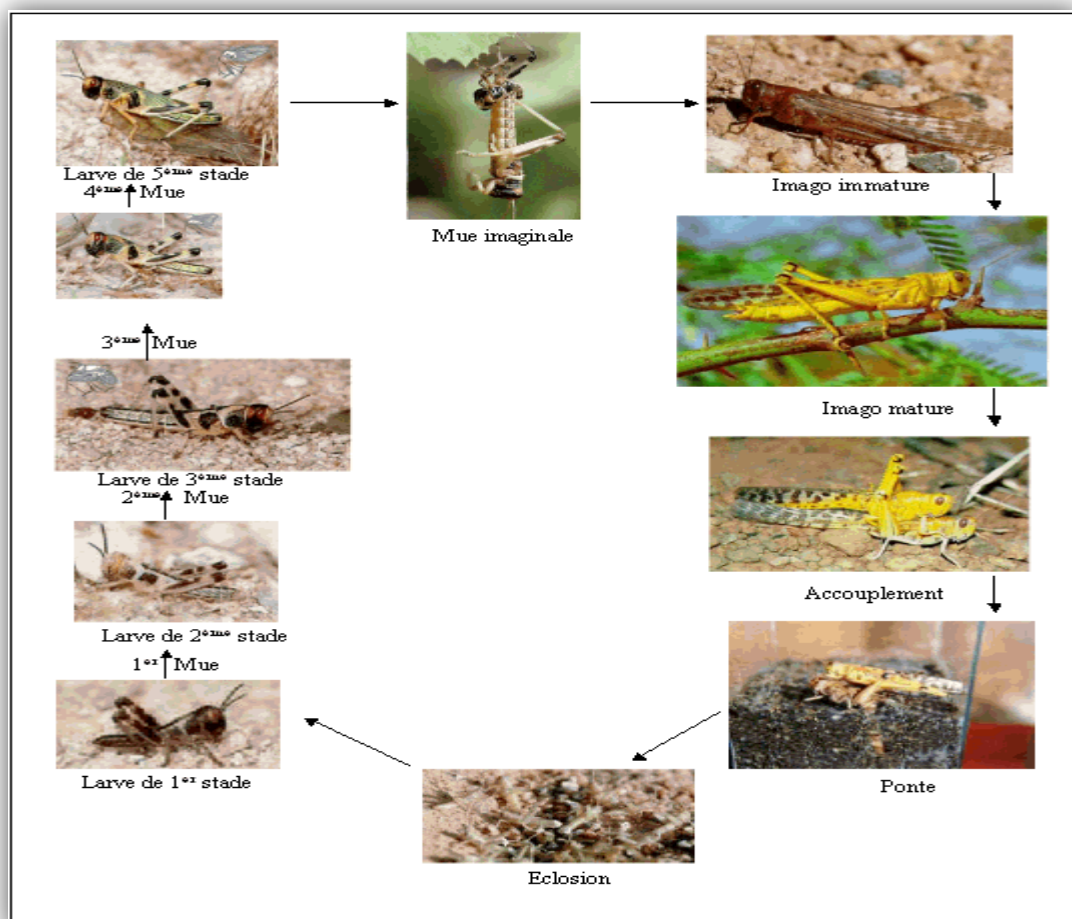 Larve de 5ème stade
4ème Mue
3ème Mue
Larve de 3ème stade
2ème Mue
Larve de 2ème stade
1er Mue
Larve de 1er stade
Mue imaginale
Imago immature
Imago mature
Accouplement
Ponte
Eclosion